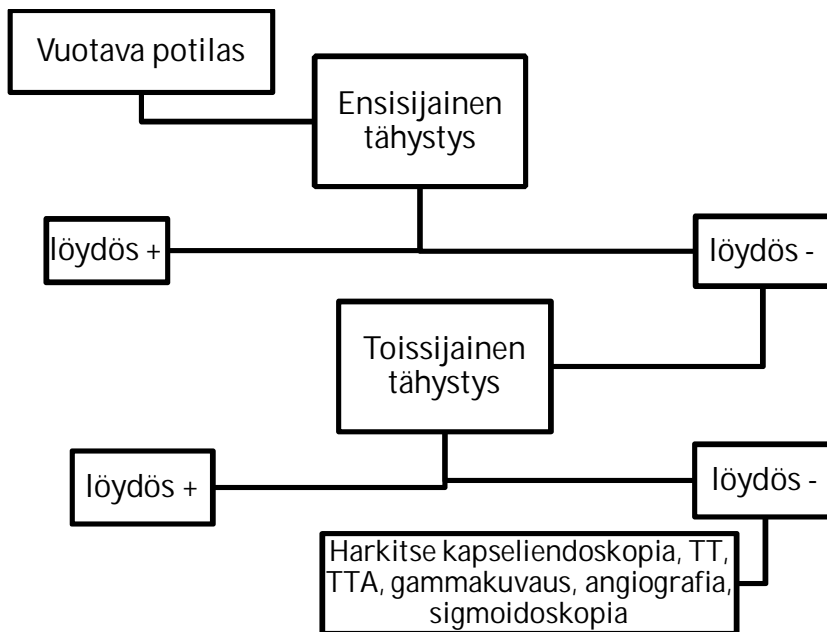 Vuotava potilas
Ensisijainen
tähystys
löydös +
löydös -
Toissijainen
tähystys
löydös +
löydös -
Harkitse kapseliendoskopia, TT,
TTA, gammakuvaus, angiografia,
sigmoidoskopia